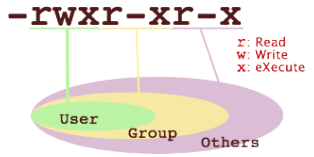 -rwxr-xr-x
r: Read
w: Write
x: eXecute
User
Group
Others